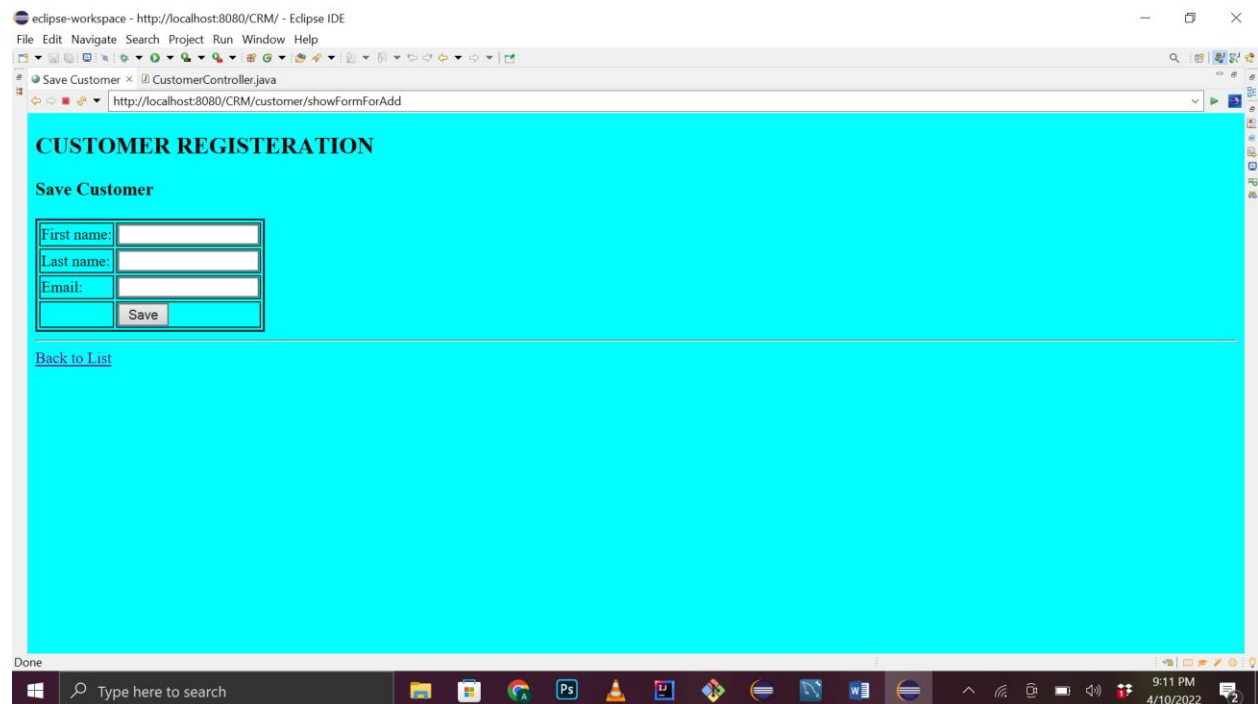 eclipse-workspace - http://localhost:8080/CRM/ - Eclipse IDE
File Edit Navigate Search Project Run Window Help
Save Customer CustomerController.java
http://localhost:8080/CRM/customer/showFormForAdd
CUSTOMER REGISTERATION
Save Customer
First name:
Last name:
Email:
Save
Back to List
Done
Type here to search
Ps
9:11 PM
4/10/2022
2